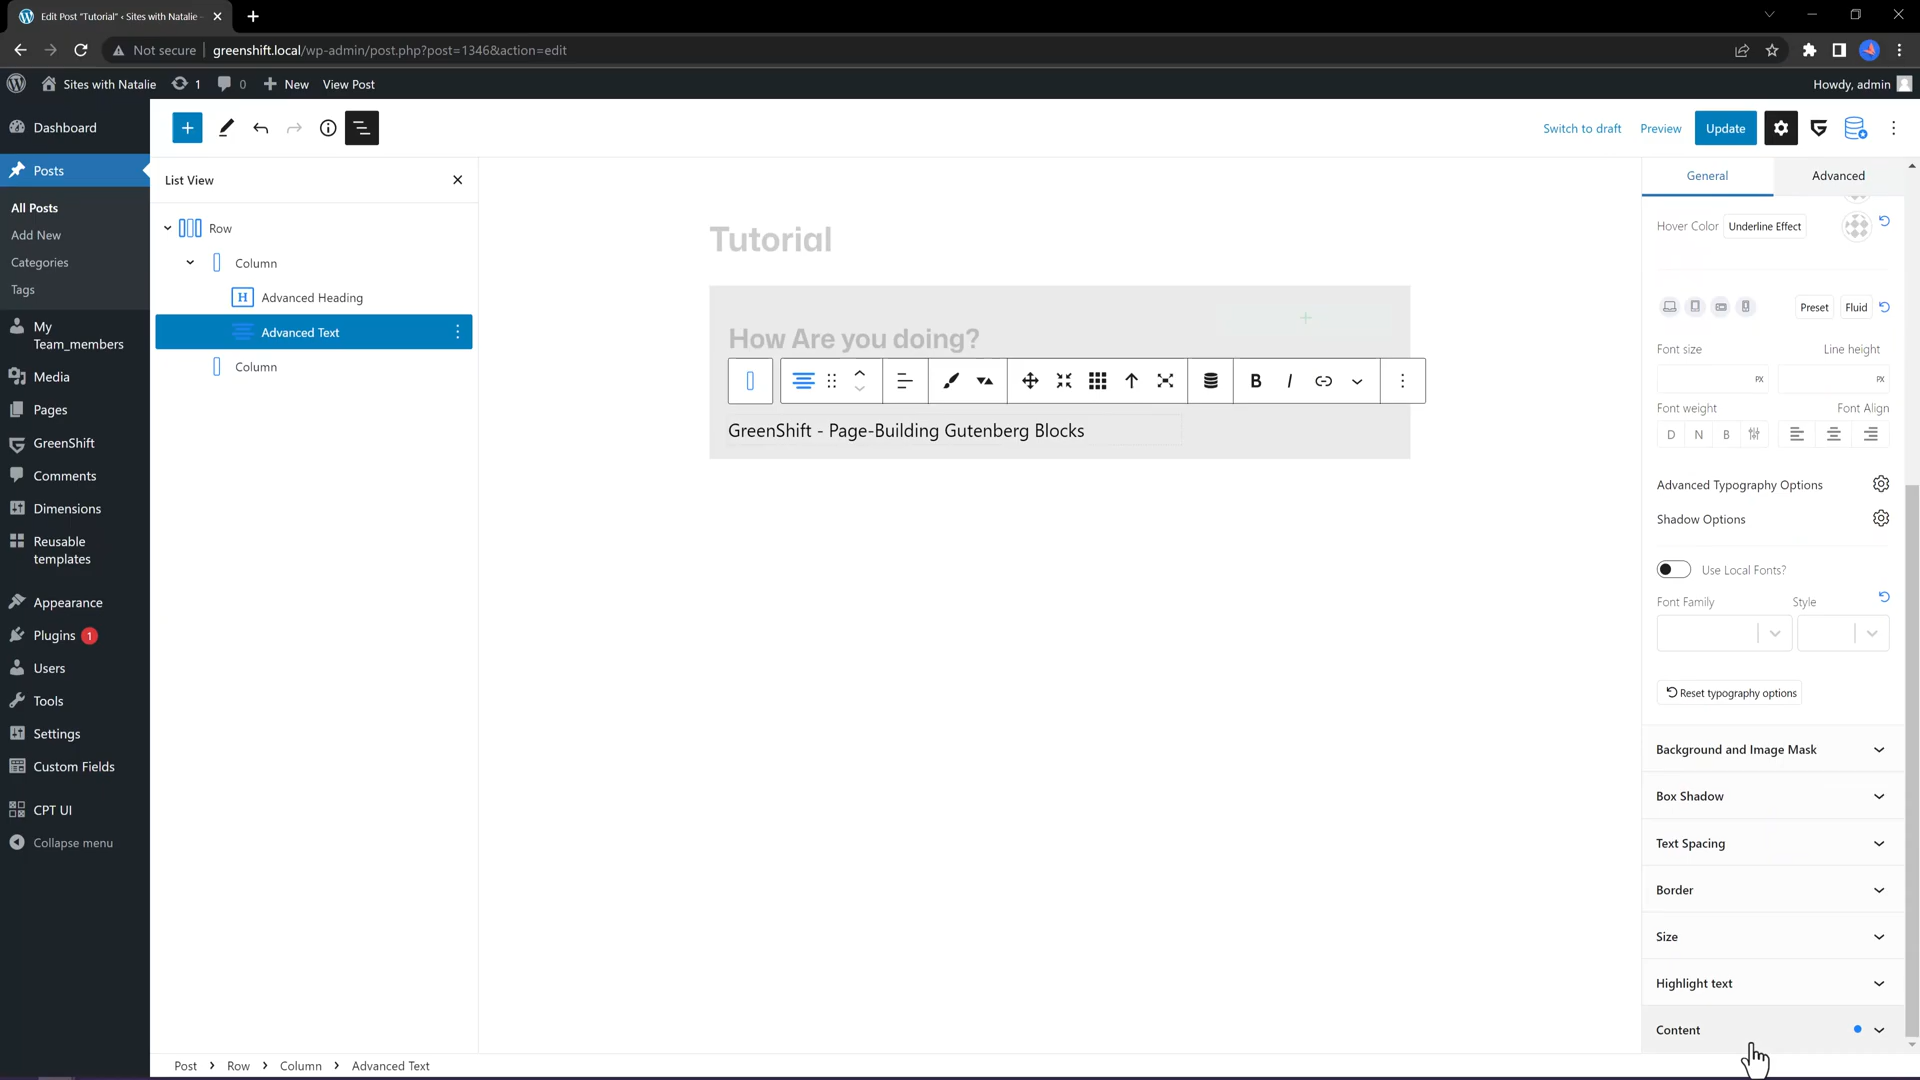 Edit Post "Tutorial" ‹ Sites with Natalie
Not secure
greenshift.local/wp-admin/post.php?post=1346&action=edit
Sites with Natalie
1
0
New
View Post
Howdy, admin
Dashboard
Posts
All Posts
Add New
Categories
Tags
My
Team_members
Media
Pages
GreenShift
Comments
Dimensions
Reusable
templates
Appearance
Plugins 1
Users
Tools
Settings
Custom Fields
CPT UI
Collapse menu
Switch to draft
Preview
Update
List View
Row
Column
H Advanced Heading
Advanced Text
Column
Tutorial
How Are you doing?
B I
GreenShift - Page-Building Gutenberg Blocks
General
Advanced
Hover Color
Underline Effect
Preset
Fluid
Font size
Line height
PX
PX
Font weight
Font Align
D N B
Advanced Typography Options
Shadow Options
Use Local Fonts?
Font Family
Style
Reset typography options
Background and Image Mask
Box Shadow
Text Spacing
Border
Size
Highlight text
Content
Post
Row
Column
Advanced Text